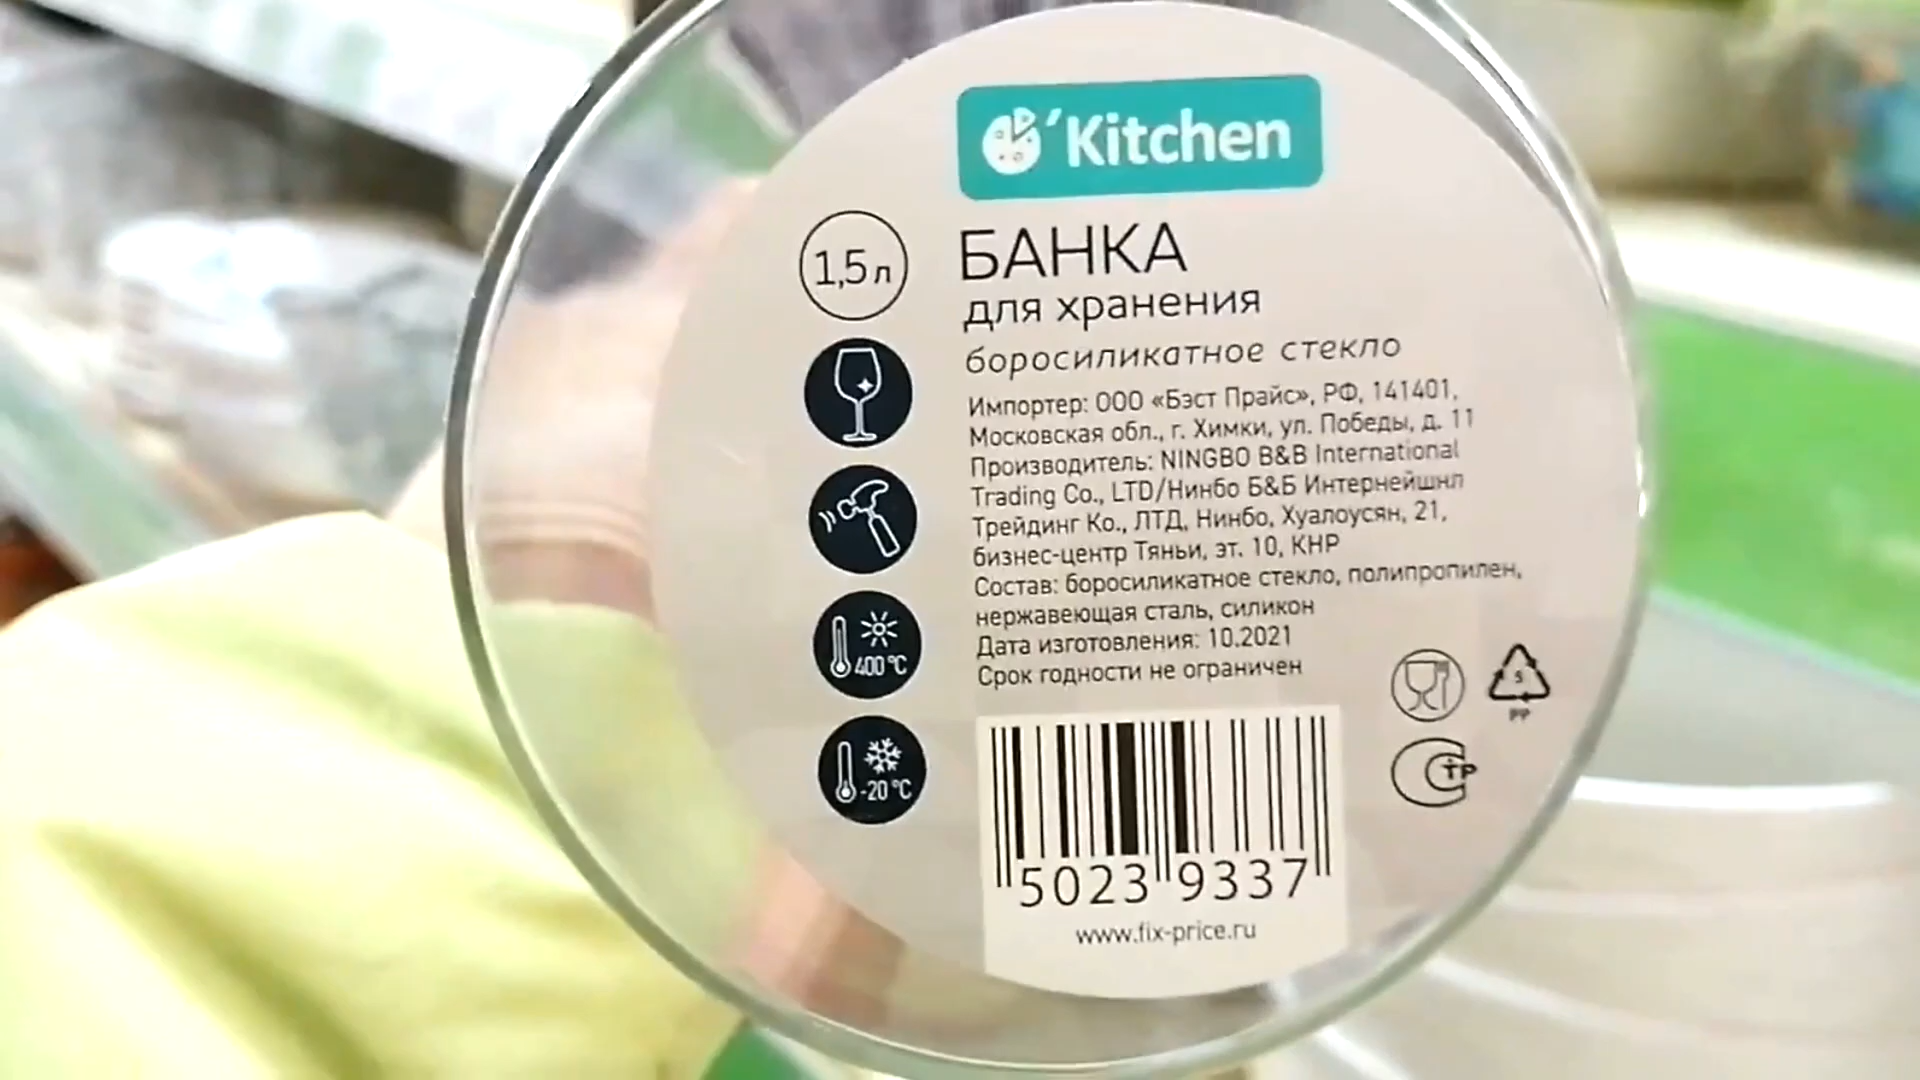 'Kitchen
1,5 л
БАНКА
для хранения
боросиликатное стекло
Импортер: ООО «Бэст Прайс», РФ, 141401,
Московская обл., г. Химки, ул. Победы, д. 11
Производитель: NINGBO B&B International
Trading Co., LTD/Нинбо Б&Б Интернейшнл
Трейдинг Ко., ЛТД, Нинбо, Хуалоусян, 21,
бизнес-центр Тяньи, эт. 10, КНР
Состав: боросиликатное стекло, полипропилен,
нержавеющая сталь, силикон
Дата изготовления: 10.2021
Срок годности не ограничен
400 °C
-20 °C
5
PP
СТР
5023 9337
www.fix-price.ru